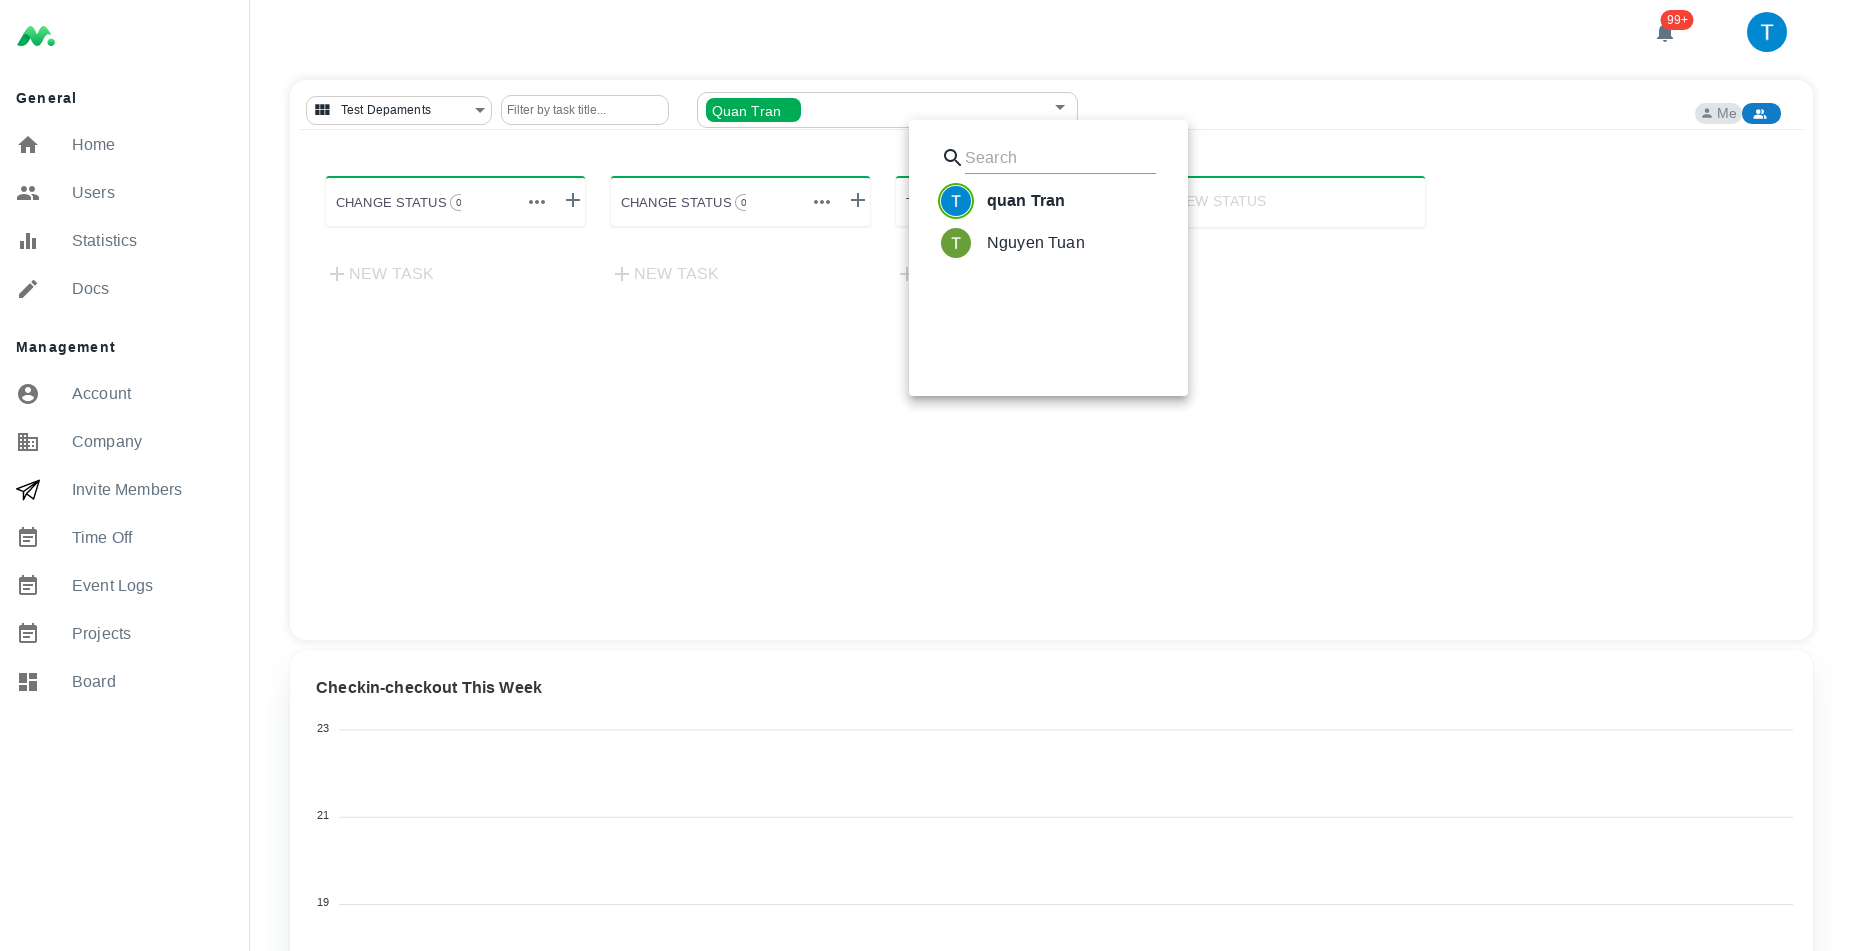 99+
T
General
Home
Users
Statistics
Docs
Management
Account
Company
Invite Members
Time Off
Event Logs
Projects
Board
Test Depaments
Filter by task title...
Quan Tran
Me
Search
T quan Tran
T Nguyen Tuan
CHANGE STATUS 0
CHANGE STATUS 0
NEW TASK
NEW TASK
Checkin-checkout This Week
23
21
19